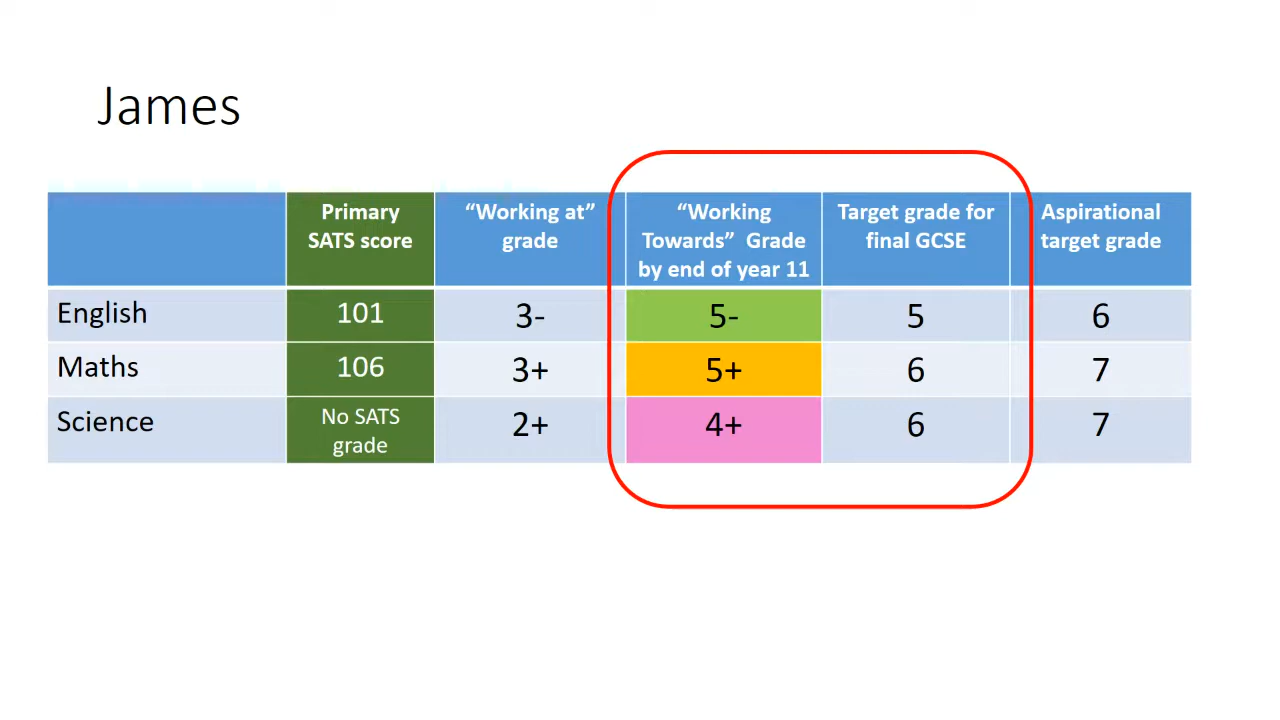 James
Primary SATS score
"Working at" grade
"Working Towards" Grade by end of year 11
Target grade for final GCSE
Aspirational target grade
English 101 3- 5- 5 6
Maths 106 3+ 5+ 6 7
Science No SATS grade 2+ 4+ 6 7